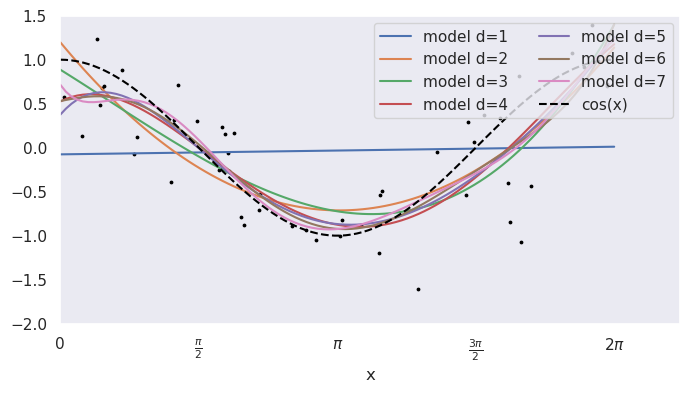 1.5
1.0
0.5
0.0
−0.5
−1.0
−1.5
−2.0
model d=1
model d=2
model d=3
model d=4
model d=5
model d=6
model d=7
cos(x)
0 π/2 π 3π/2 2π
x